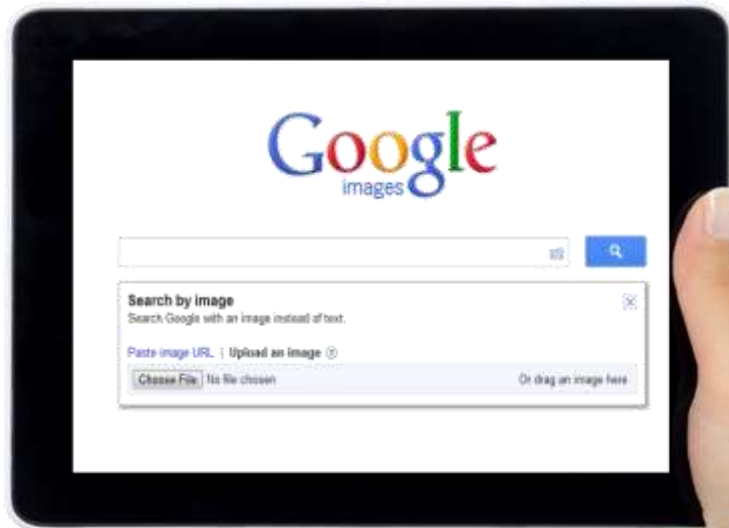 Google
images
Search by image
Search Google with an image instead of text.
Paste image URL | Upload an image
Choose File No file chosen Or drag an image here